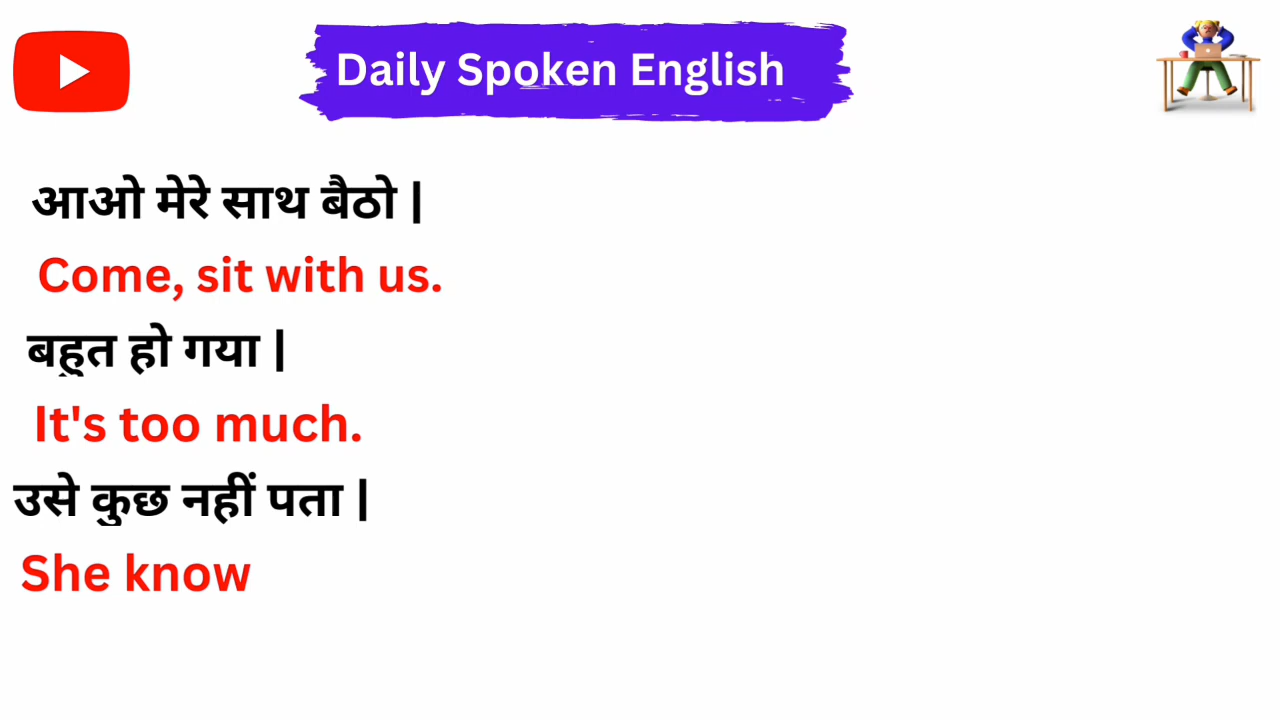 Daily Spoken English
आओ मेरे साथ बैठो |
Come, sit with us.
बहुत हो गया |
It's too much.
उसे कुछ नहीं पता |
She know